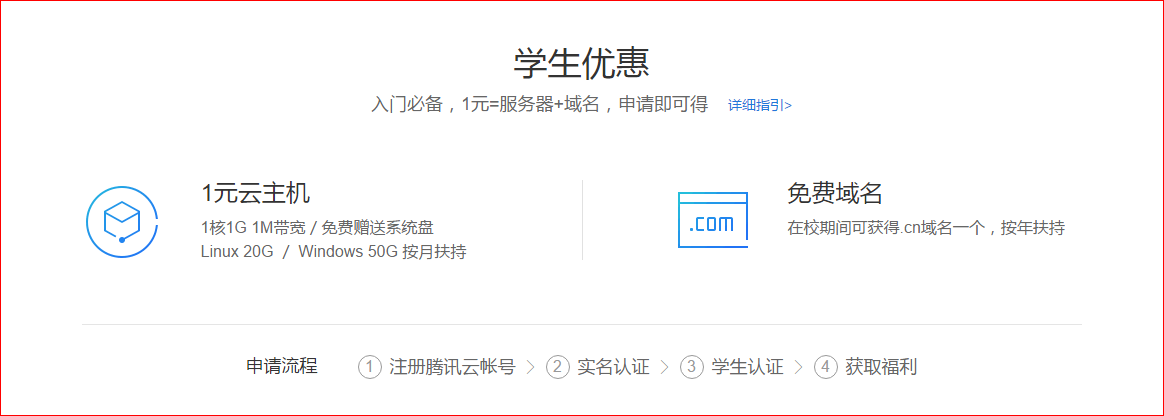 学生优惠
入门必备，1元=服务器+域名，申请即可得 详细指引>
1元云主机
1核1G 1M带宽 / 免费赠送系统盘
Linux 20G / Windows 50G 按月扶持
.com
免费域名
在校期间可获得.cn域名一个，按年扶持
申请流程 1 注册腾讯云帐号 > 2 实名认证 > 3 学生认证 > 4 获取福利